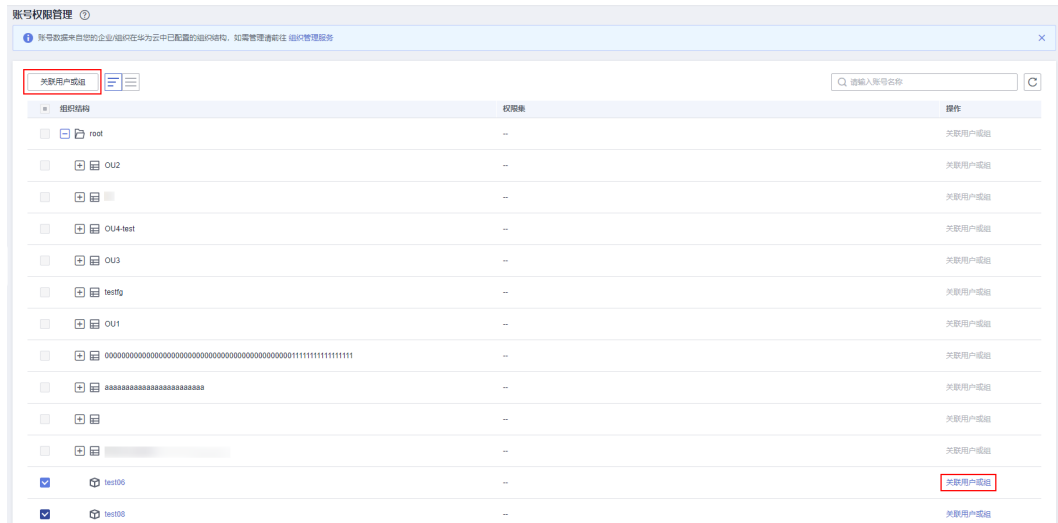 账号权限管理
账号数据来自您的企业/组织在华为云中已配置的组织结构，如需管理请前往 组织管理服务
关联用户或组
请输入账号名称
组织结构 权限集 操作
root -- 关联用户或组
OU2 -- 关联用户或组
-- 关联用户或组
OU4-test -- 关联用户或组
OU3 -- 关联用户或组
testfg -- 关联用户或组
OU1 -- 关联用户或组
-- 关联用户或组
-- 关联用户或组
-- 关联用户或组
-- 关联用户或组
test06 -- 关联用户或组
test08 -- 关联用户或组